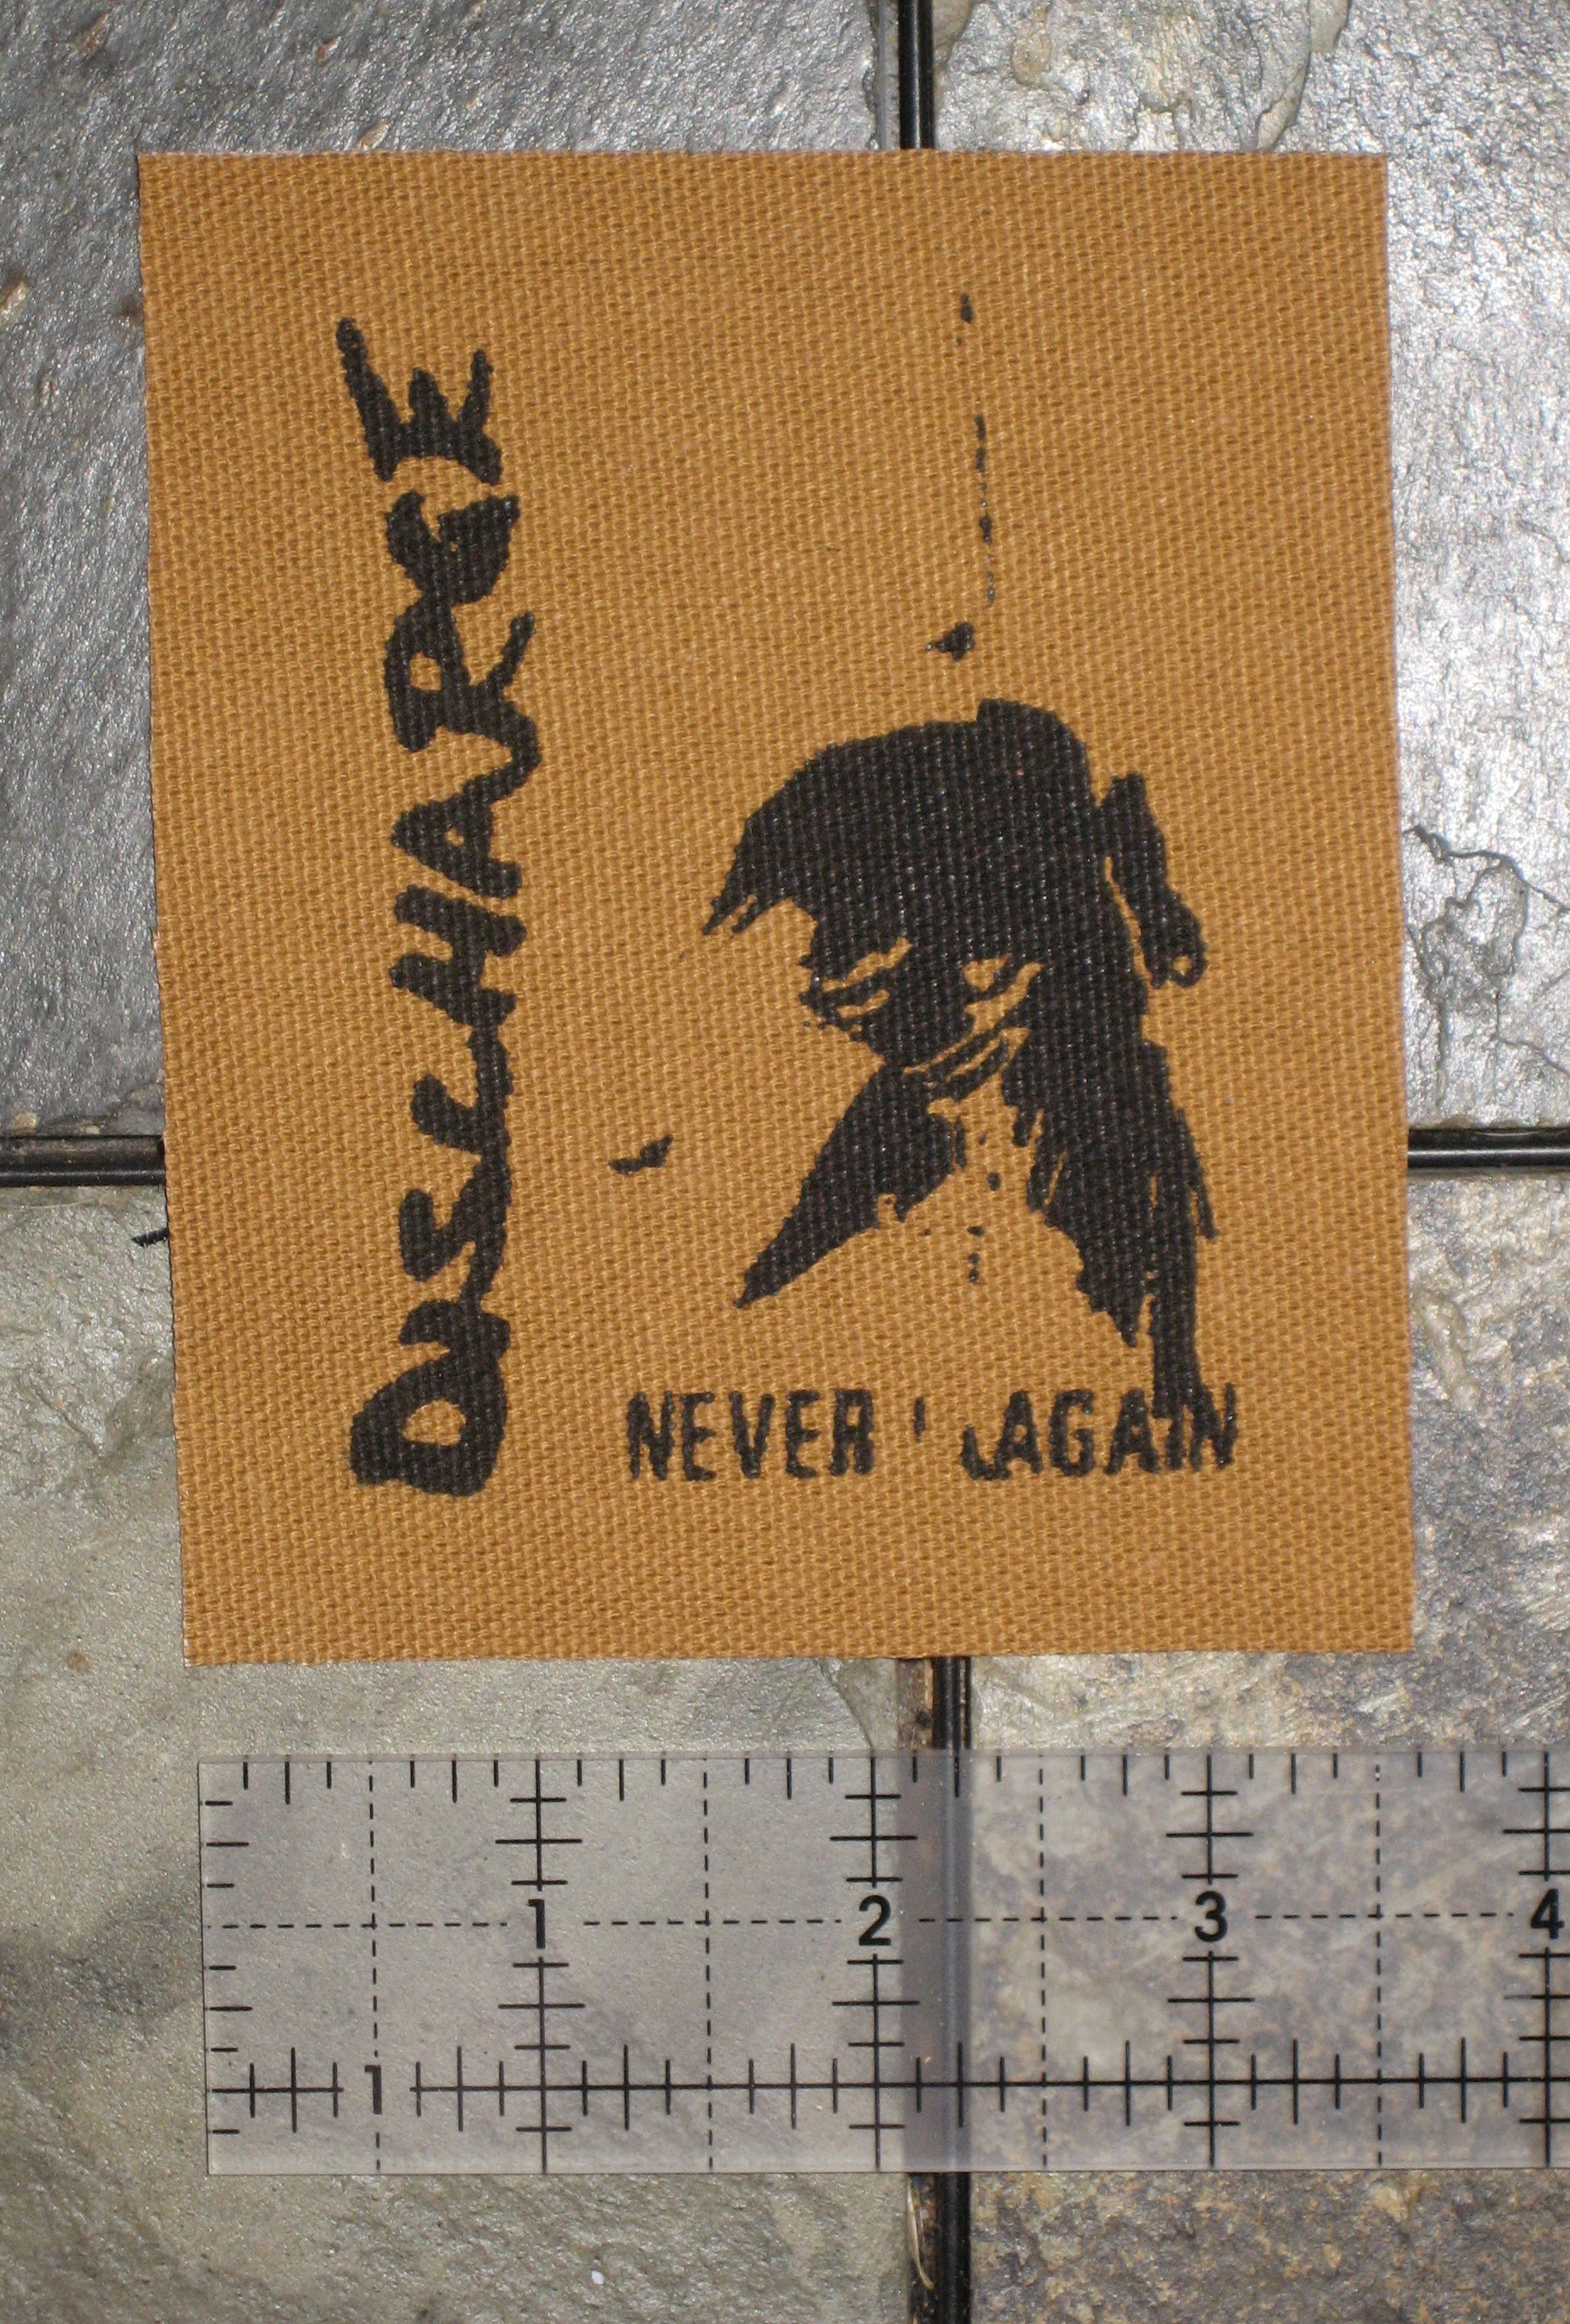 DISCHARGE
NEVER AGAIN
1 2 3 4
1